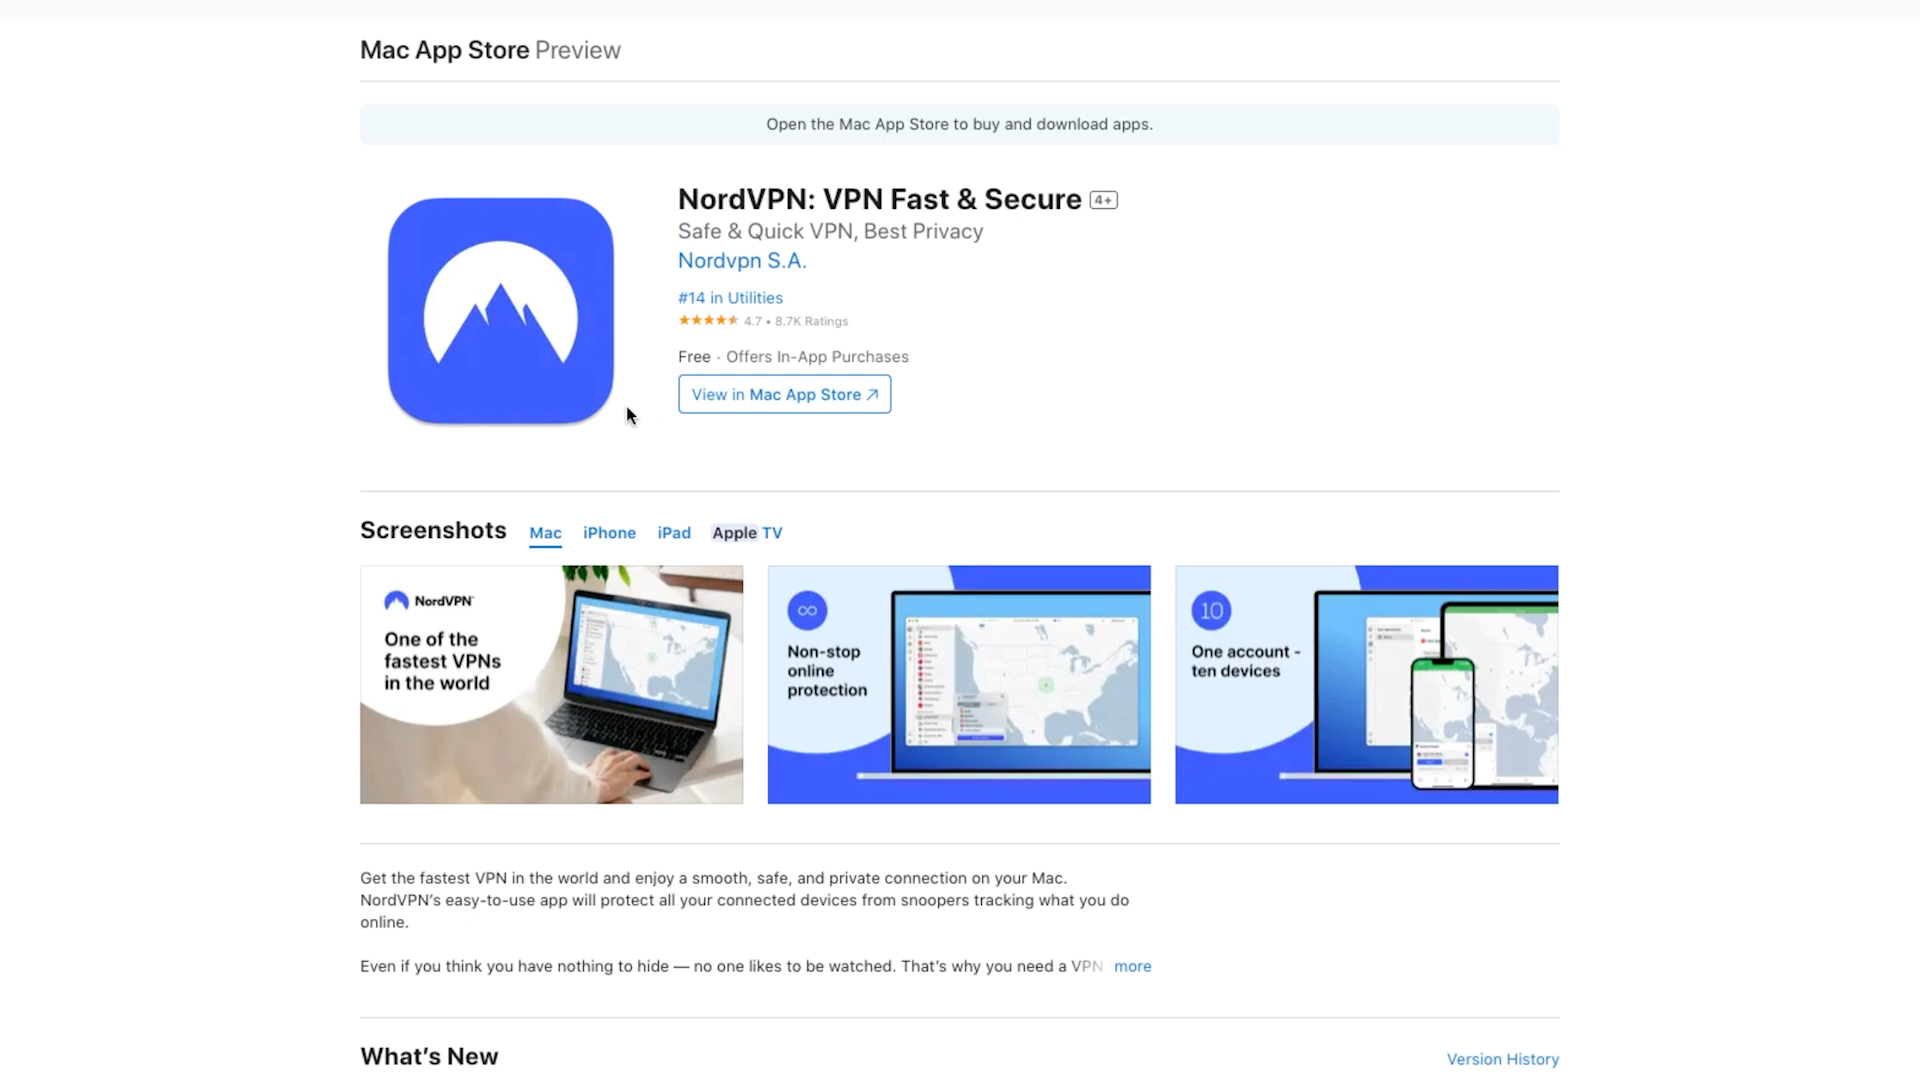 Mac App Store Preview
Open the Mac App Store to buy and download apps.
NordVPN: VPN Fast & Secure 4+
Safe & Quick VPN, Best Privacy
Nordvpn S.A.
#14 in Utilities
4.7 • 8.7K Ratings
Free · Offers In-App Purchases
View in Mac App Store ↗
Screenshots Mac iPhone iPad Apple TV
NordVPN
One of the
fastest VPNs
in the world
∞
Non-stop
online
protection
10
One account -
ten devices
Get the fastest VPN in the world and enjoy a smooth, safe, and private connection on your Mac.
NordVPN’s easy-to-use app will protect all your connected devices from snoopers tracking what you do
online.
Even if you think you have nothing to hide — no one likes to be watched. That’s why you need a VPN more
What’s New
Version History